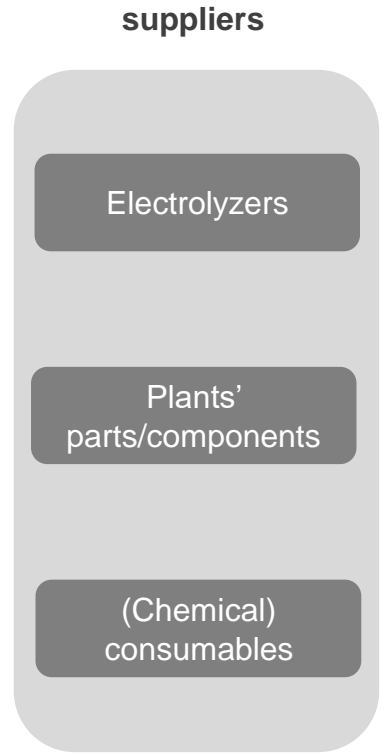 suppliers
Electrolyzers
Plants’
parts/components
(Chemical)
consumables